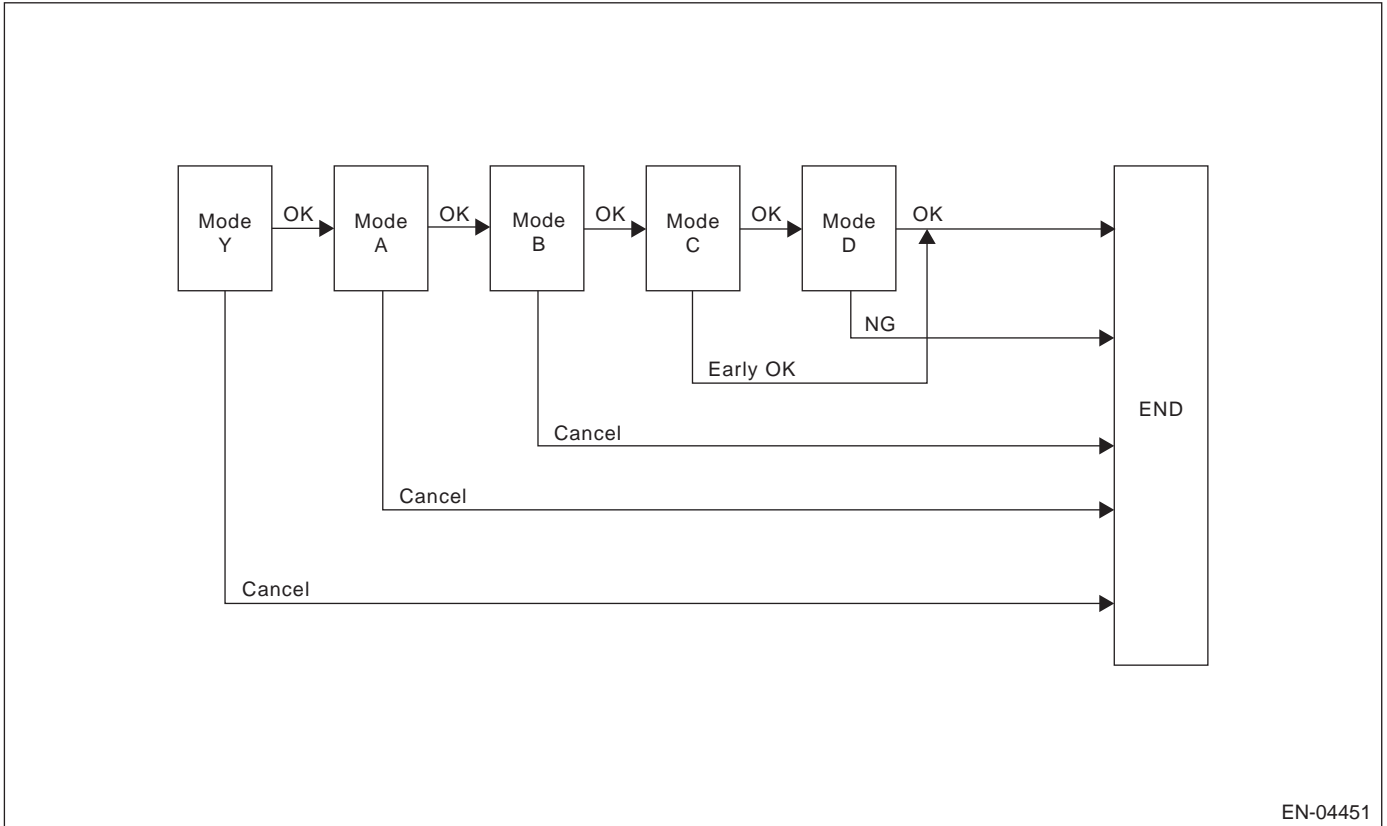 Mode
Y
OK
Mode
A
OK
Mode
B
OK
Mode
C
OK
Mode
D
OK
NG
Early OK
END
Cancel
Cancel
Cancel
EN-04451